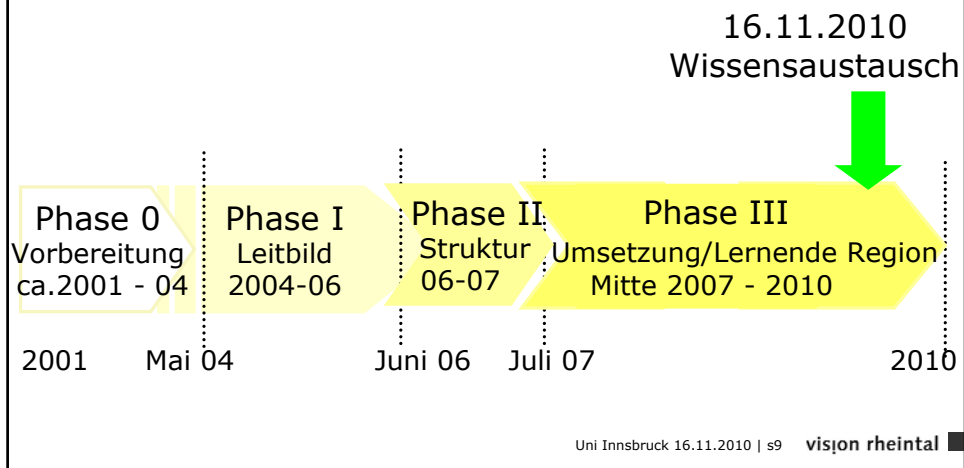 16.11.2010
Wissensaustausch
Phase 0
Vorbereitung
ca.2001 - 04
Phase I
Leitbild
2004-06
Phase II
Struktur
06-07
Phase III
Umsetzung/Lernende Region
Mitte 2007 - 2010
2001
Mai 04
Juni 06
Juli 07
2010
Uni Innsbruck 16.11.2010 | s9
vision rheintal